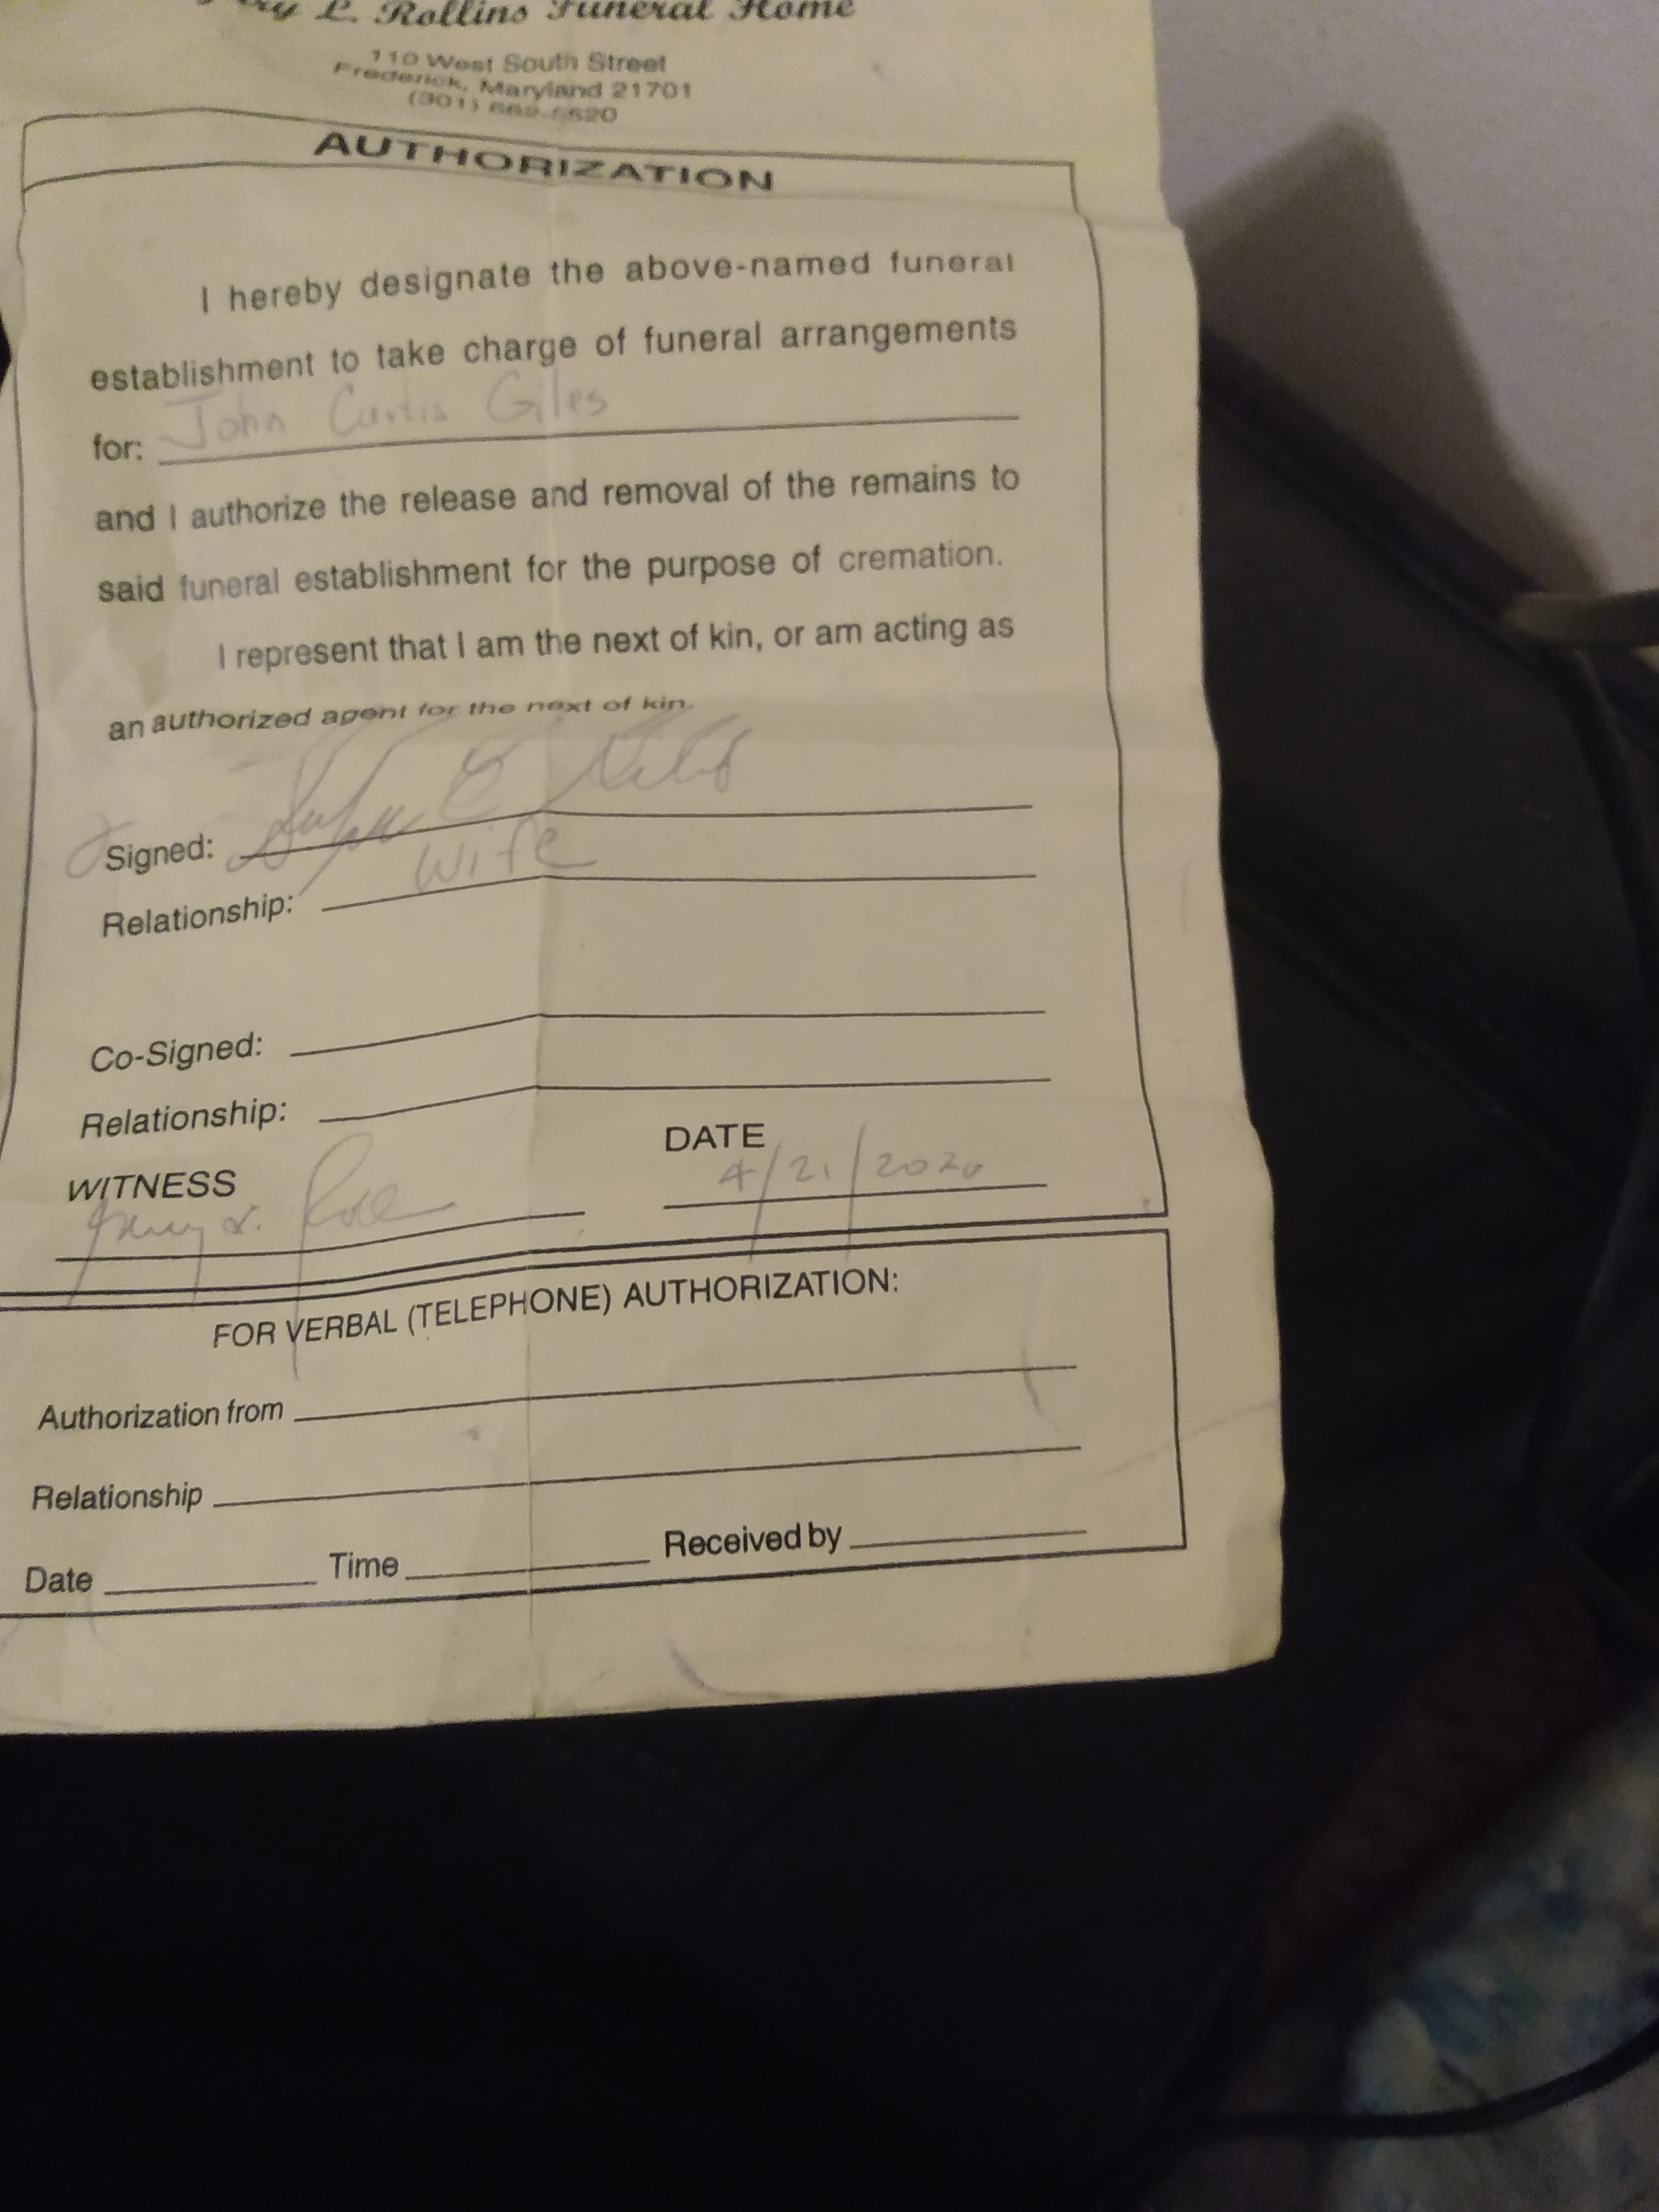 L. Rollins Funeral Home
110 West South Street
Frederick, Maryland 21701
(301)
AUTHORIZATION
I hereby designate the above-named funeral
establishment to take charge of funeral arrangements
for: John Curtis Giles
and I authorize the release and removal of the remains to
said funeral establishment for the purpose of cremation.
I represent that I am the next of kin, or am acting as
an authorized agent for the next of kin.
Signed:
Relationship: wife
Co-Signed:
Relationship:
WITNESS
DATE
4/21/2020
FOR VERBAL (TELEPHONE) AUTHORIZATION:
Authorization from
Relationship
Date Time Received by